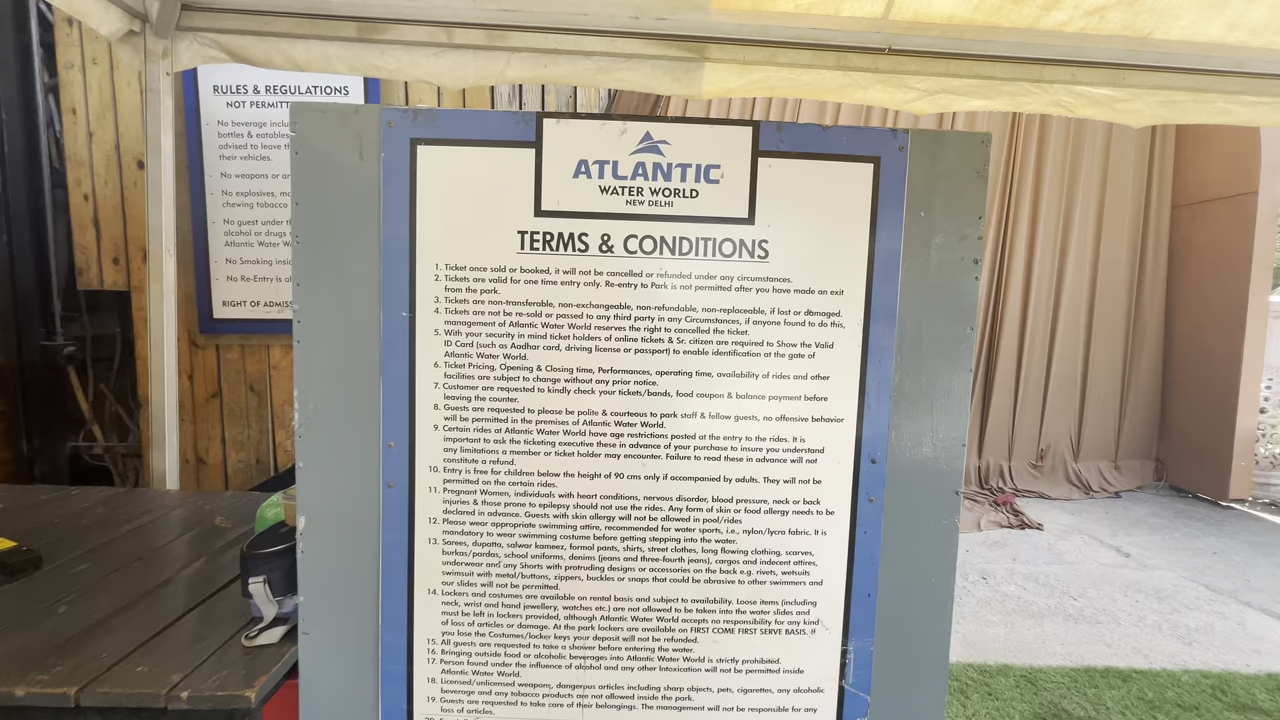 RULES & REGULATIONS
NOT PERMITT
- No beverage inclu
bottles & eatables
advised to leave th
their vehicles.
- No weapons or ar
- No explosives, mo
chewing tobacco
- No guest under th
alcohol or drugs
Atlantic Water Wo
- No Smoking insid
- No Re-Entry is al
RIGHT OF ADMISS
ATLANTIC
WATER WORLD
NEW DELHI
TERMS & CONDITIONS
1. Ticket once sold or booked, it will not be cancelled or refunded under any circumstances.
2. Tickets are valid for one time entry only. Re-entry to Park is not permitted after you have made an exit
from the park.
3. Tickets are non-transferable, non-exchangeable, non-refundable, non-replaceable, if lost or damaged.
4. Tickets are not be re-sold or passed to any third party in any Circumstances, if anyone found to do this,
management of Atlantic Water World reserves the right to cancelled the ticket.
5. With your security in mind ticket holders of online tickets & Sr. citizen are required to Show the Valid
ID Card (such as Aadhar card, driving license or passport) to enable identification at the gate of
Atlantic Water World.
6. Ticket Pricing, Opening & Closing time, Performances, operating time, availability of rides and other
facilities are subject to change without any prior notice.
7. Customer are requested to kindly check your tickets/bands, food coupon & balance payment before
leaving the counter.
8. Guests are requested to please be polite & courteous to park staff & fellow guests, no offensive behavior
will be permitted in the premises of Atlantic Water World.
9. Certain rides at Atlantic Water World have age restrictions posted at the entry to the rides. It is
important to ask the ticketing executive these in advance of your purchase to insure you understand
any limitations a member or ticket holder may encounter. Failure to read these in advance will not
constitute a refund.
10. Entry is free for children below the height of 90 cms only if accompanied by adults. They will not be
permitted on the certain rides.
11. Pregnant Women, individuals with heart conditions, nervous disorder, blood pressure, neck or back
injuries & those prone to epilepsy should not use the rides. Any form of skin or food allergy needs to be
declared in advance. Guests with skin allergy will not be allowed in pool/rides
12. Please wear appropriate swimming attire, recommended for water sports, i.e., nylon/lycra fabric. It is
mandatory to wear swimming costume before getting stepping into the water.
13. Sarees, dupatta, salwar kameez, formal pants, shirts, street clothes, long flowing clothing, scarves,
burkas/pardas, school uniforms, denims (jeans and three-fourth jeans), cargos and indecent attires,
underwear and any Shorts with protruding designs or accessories on the back e.g. rivets, wetsuits
swimsuit with metal/buttons, zippers, buckles or snaps that could be abrasive to other swimmers and
our slides will not be permitted.
14. Lockers and costumes are available on rental basis and subject to availability. Loose items (including
neck, wrist and hand jewellery, watches etc.) are not allowed to be taken into the water slides and
must be left in lockers provided, although Atlantic Water World accepts no responsibility for any kind
of loss of articles or damage. At the park lockers are available on FIRST COME FIRST SERVE BASIS. If
you lose the Costumes/locker keys your deposit will not be refunded.
15. All guests are requested to take a shower before entering the water.
16. Bringing outside food or alcoholic beverages into Atlantic Water World is strictly prohibited.
17. Person found under the influence of alcohol and any other Intoxication will not be permitted inside
Atlantic Water World.
18. Licensed/unlicensed weapons, dangerous articles including sharp objects, pets, cigarettes, any alcoholic
beverage and any tobacco products are not allowed inside the park.
19. Guests are requested to take care of their belongings. The management will not be responsible for any
loss of articles.